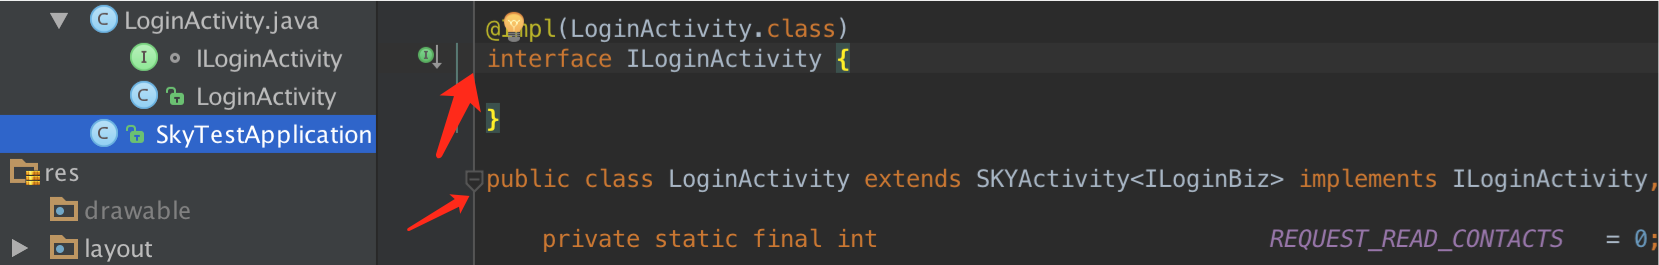 LoginActivity.java
I ILoginActivity
C LoginActivity
C SkyTestApplication
res
drawable
layout
@Impl(LoginActivity.class)
interface ILoginActivity {
}
public class LoginActivity extends SKYActivity<ILoginBiz> implements ILoginActivity,
private static final int REQUEST_READ_CONTACTS = 0;